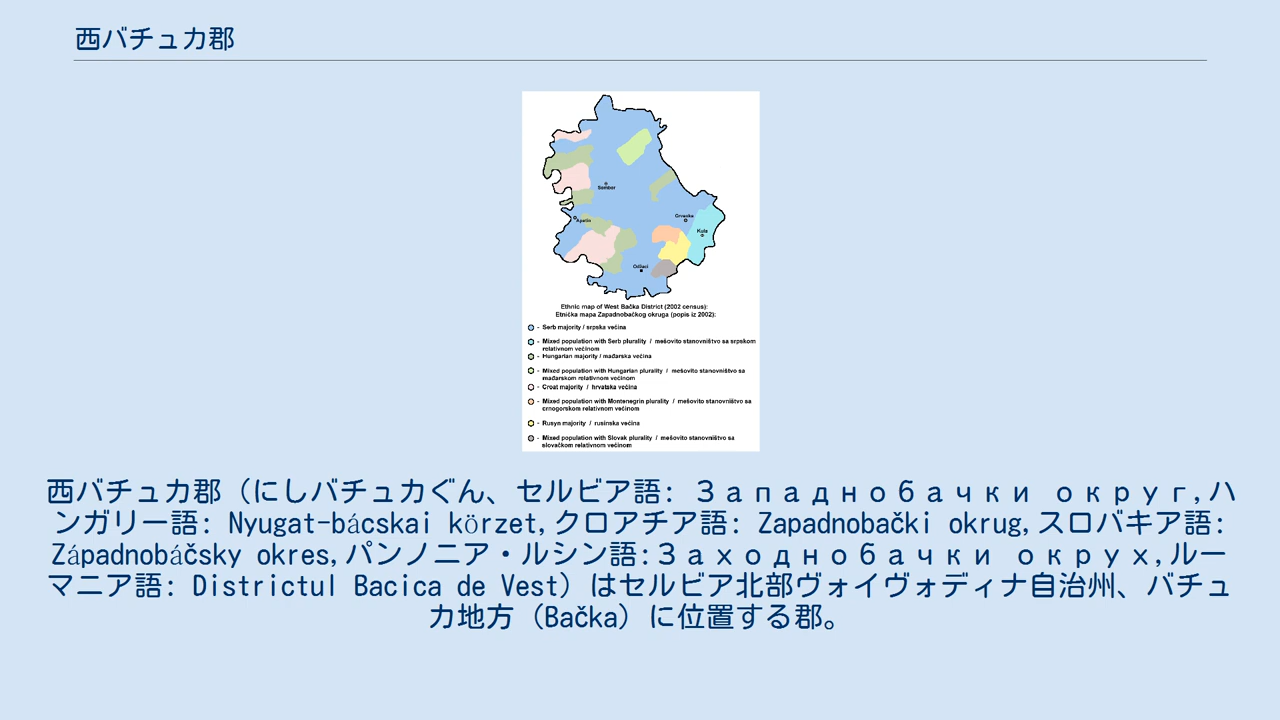 西バチュカ郡
Sombor
Apatin
Crvenka
Kula
Odžaci
Ethnic map of West Bačka District (2002 census):
Etnička mapa Zapadnobačkog okruga (popis iz 2002):
- Serb majority / srpska većina
- Mixed population with Serb plurality / mešovito stanovništvo sa srpskom
relativnom većinom
- Hungarian majority / mađarska većina
- Mixed population with Hungarian plurality / mešovito stanovništvo sa
mađarskom relativnom većinom
- Croat majority / hrvatska većina
- Mixed population with Montenegrin plurality / mešovito stanovništvo sa
crnogorskom relativnom većinom
- Rusyn majority / rusinska većina
- Mixed population with Slovak plurality / mešovito stanovništvo sa
slovačkom relativnom većinom
西バチュカ郡（にしバチュカぐん、セルビア語: Западнобачки округ,ハ
ンガリー語: Nyugat-bácskai körzet,クロアチア語: Zapadnobački okrug,スロバキア語:
Západnobáčsky okres,パンノニア・ルシン語:Заходнобачки окрух,ルー
マニア語: Districtul Bacica de Vest）はセルビア北部ヴォイヴォディナ自治州、バチュ
カ地方（Bačka）に位置する郡。